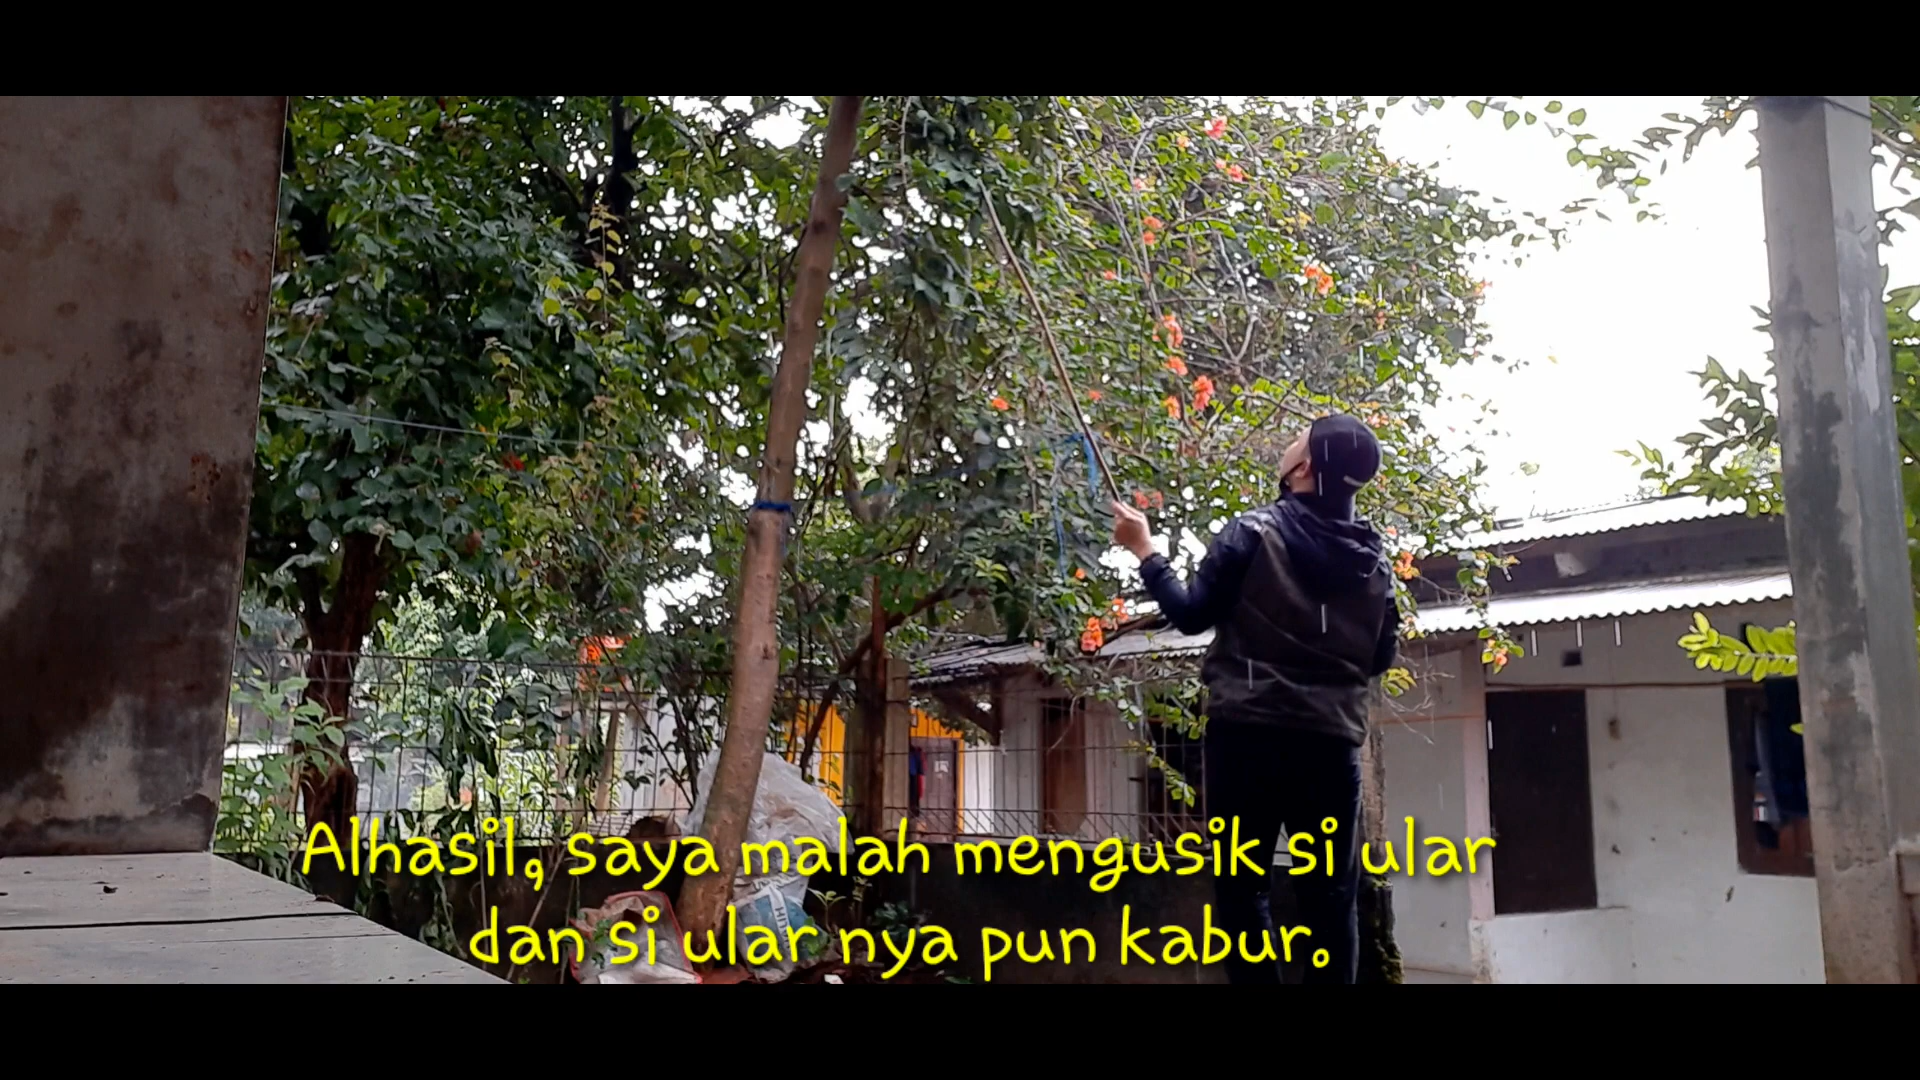 Alhasil, saya malah mengusik si ular
dan si ular nya pun kabur.